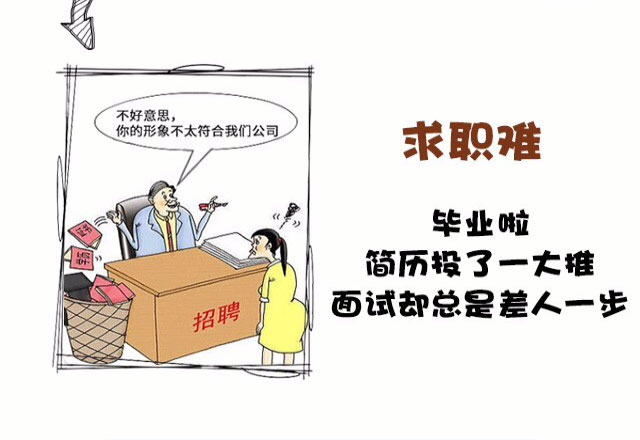 不好意思，
你的形象不太符合我们公司
求职难
毕业啦
简历投了一大推
面试却总是差人一步
学历
招聘